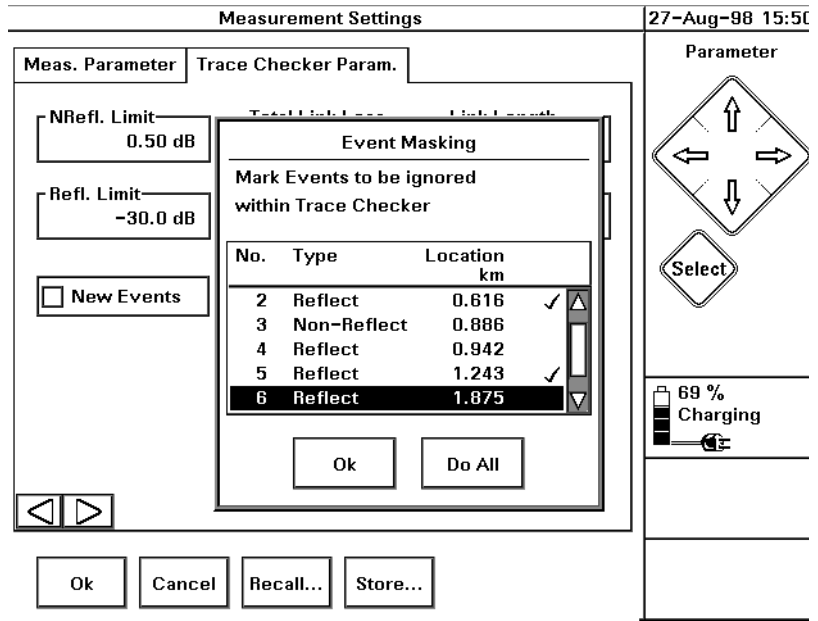 Measurement Settings
27-Aug-98 15:50
Meas. Parameter
Trace Checker Param.
NRefl. Limit
0.50 dB
Refl. Limit
-30.0 dB
New Events
Event Masking
Mark Events to be ignored
within Trace Checker
No. Type Location
km
2 Reflect 0.616 ✓
3 Non-Reflect 0.886
4 Reflect 0.942
5 Reflect 1.243 ✓
6 Reflect 1.875
Ok
Do All
Ok
Cancel
Recall...
Store...
Parameter
Select
69 %
Charging